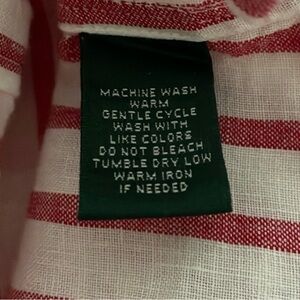 MACHINE WASH
WARM
GENTLE CYCLE
WASH WITH
LIKE COLORS
DO NOT BLEACH
TUMBLE DRY LOW
WARM IRON
IF NEEDED